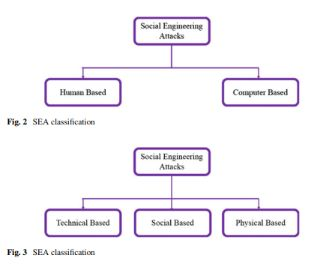 Social Engineering
Attacks
Human Based
Computer Based
Fig. 2 SEA classification
Social Engineering
Attacks
Technical Based
Social Based
Physical Based
Fig. 3 SEA classification